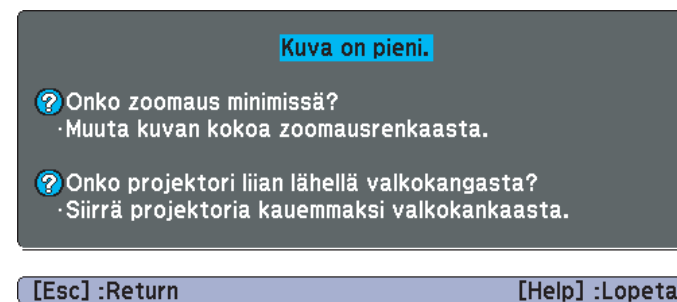 Kuva on pieni.
?Onko zoomaus minimissä?
·Muuta kuvan kokoa zoomausrenkaasta.
?Onko projektori liian lähellä valkokangasta?
·Siirrä projektoria kauemmaksi valkokankaasta.
[Esc] :Return [Help] :Lopeta